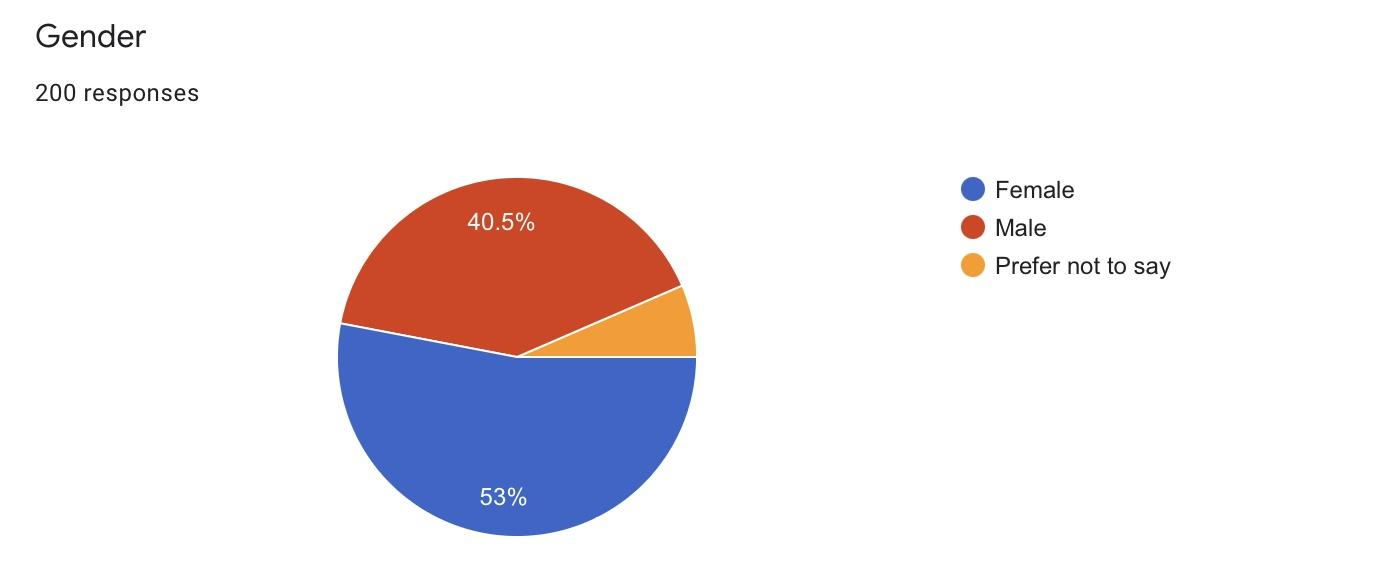 Gender
200 responses
40.5%
53%
Female
Male
Prefer not to say